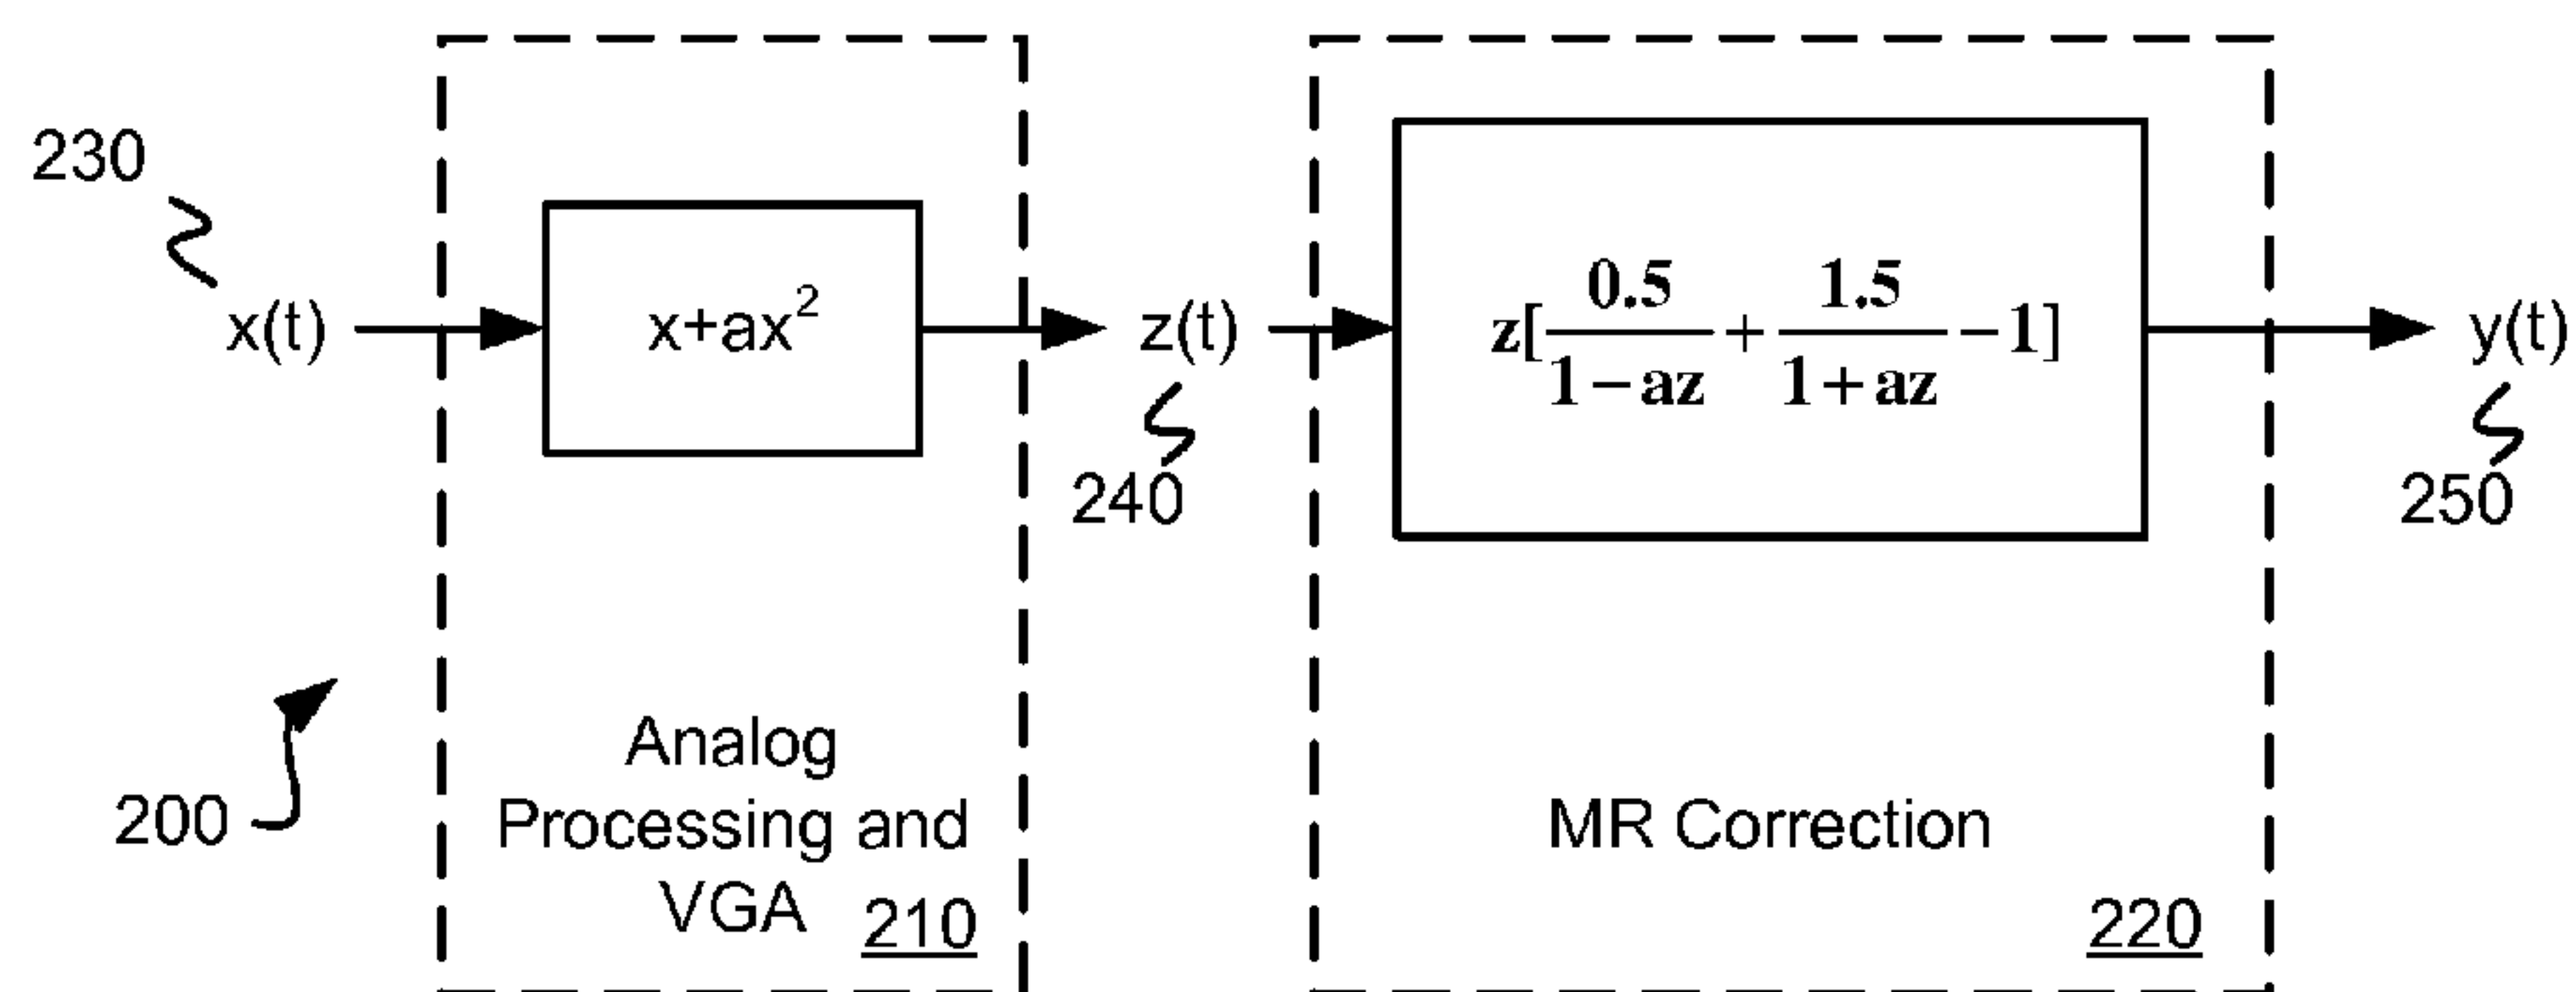 230
x(t)
x+ax²
z(t)
240
z[0.5/(1−az) + 1.5/(1+az) −1]
y(t)
250
200
Analog
Processing and
VGA 210
MR Correction
220